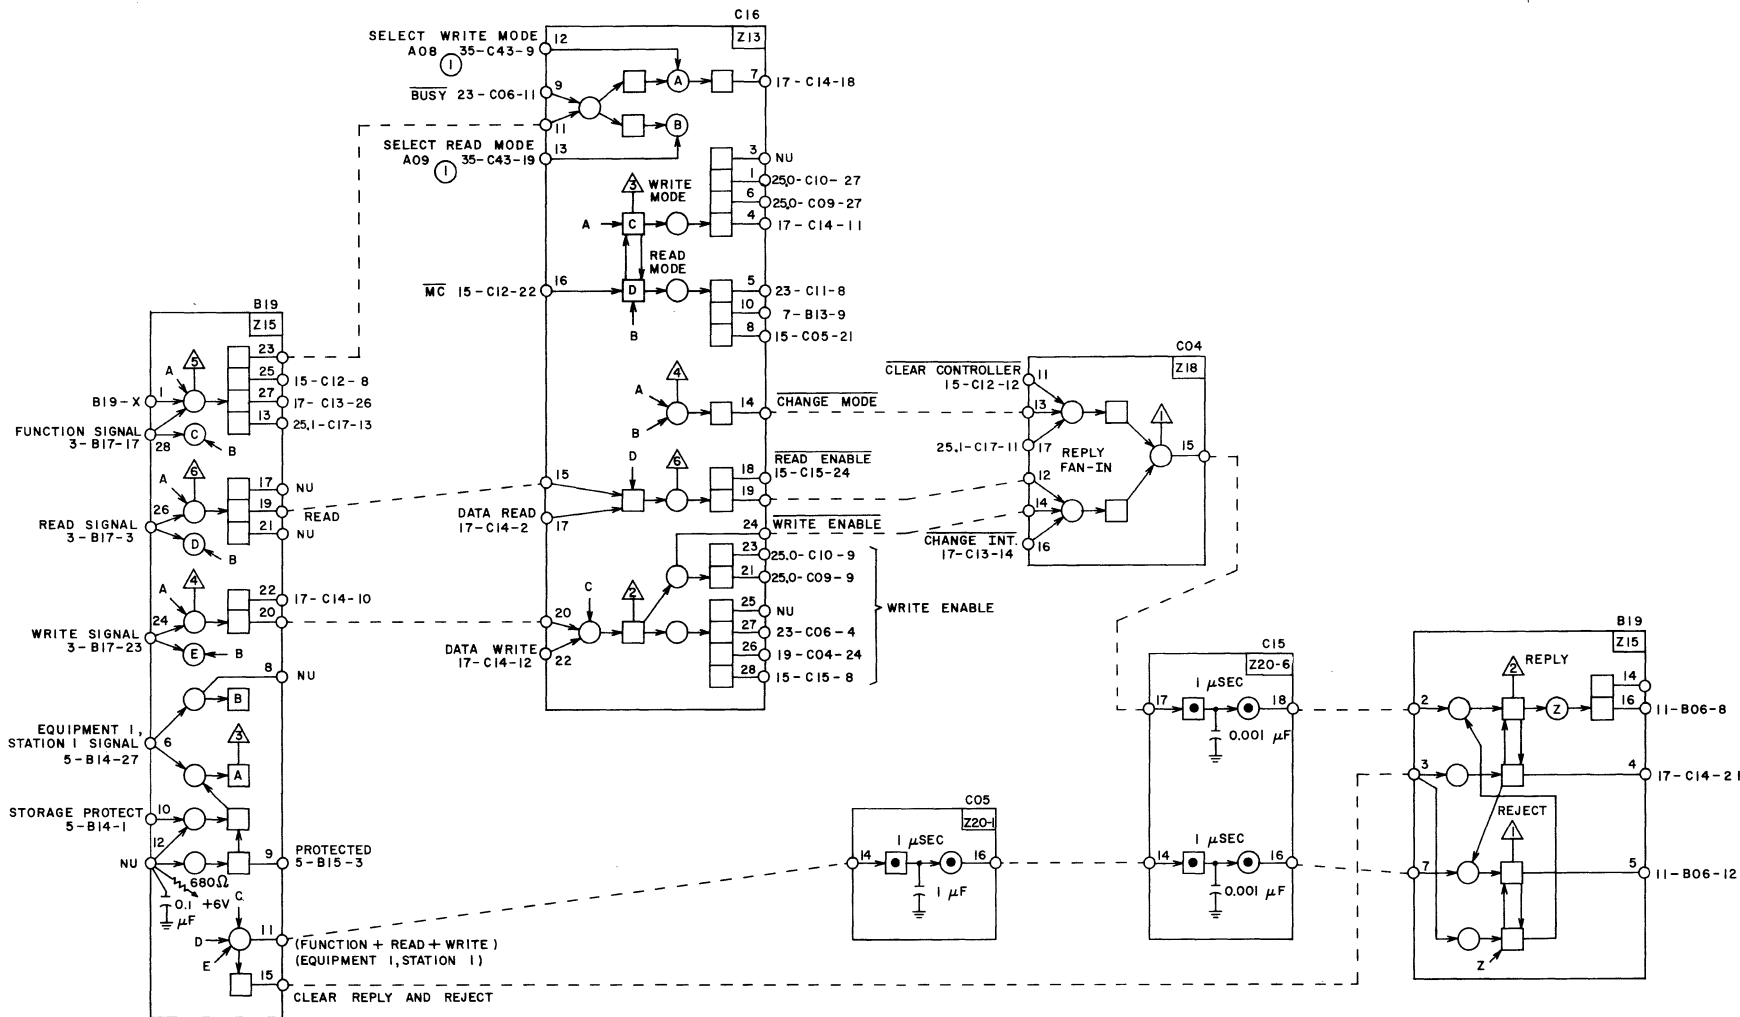 C16
Z13
SELECT WRITE MODE
A08 35-C43-9
1
12
BUSY 23-C06-11
9
11
SELECT READ MODE
A09 35-C43-19
1
13
A
7
17-C14-18
B
3
NU
1
25.0-C10-27
6
25.0-C09-27
4
17-C14-11
3
WRITE
MODE
A
C
READ
MODE
MC 15-C12-22
16
D
B
5
23-C11-8
10
7-B13-9
8
15-C05-21
4
A
B
14
CHANGE MODE
D
6
15
DATA READ
17-C14-2
17
18
READ ENABLE
15-C15-24
19
24
WRITE ENABLE
23
25.0-C10-9
21
25.0-C09-9
C
2
20
DATA WRITE
17-C14-12
22
25
NU
27
23-C06-4
26
19-C04-24
28
15-C15-8
WRITE ENABLE
B19
Z15
5
A
B19-X
1
FUNCTION SIGNAL
3-B17-17
28
C
B
23
25
15-C12-8
27
17-C13-26
13
25.1-C17-13
6
A
26
READ SIGNAL
3-B17-3
D
B
17
NU
19
READ
21
NU
4
A
24
WRITE SIGNAL
3-B17-23
E
B
22
17-C14-10
20
8
NU
B
EQUIPMENT 1,
STATION 1 SIGNAL
5-B14-27
6
3
A
STORAGE PROTECT
5-B14-1
10
12
NU
9
PROTECTED
5-B15-3
680Ω
0.1
μF
+6V
C
D
E
11
(FUNCTION + READ + WRITE)
(EQUIPMENT 1, STATION 1)
15
CLEAR REPLY AND REJECT
C04
Z18
CLEAR CONTROLLER
15-C12-12
11
13
25.1-C17-11
17
REPLY
FAN-IN
1
15
12
14
CHANGE INT.
17-C13-14
16
C05
Z20-1
1 μSEC
14
16
1 μF
C15
Z20-6
1 μSEC
17
18
0.001 μF
1 μSEC
14
16
0.001 μF
B19
Z15
2
REPLY
2
Z
14
16
11-B06-8
3
4
17-C14-21
REJECT
1
7
5
11-B06-12
Z